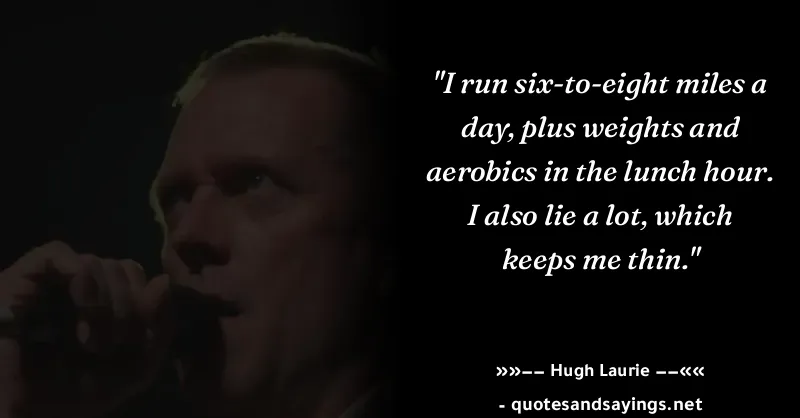 "I run six-to-eight miles a
day, plus weights and
aerobics in the lunch hour.
I also lie a lot, which
keeps me thin."
»»–– Hugh Laurie ––««
- quotesandsayings.net